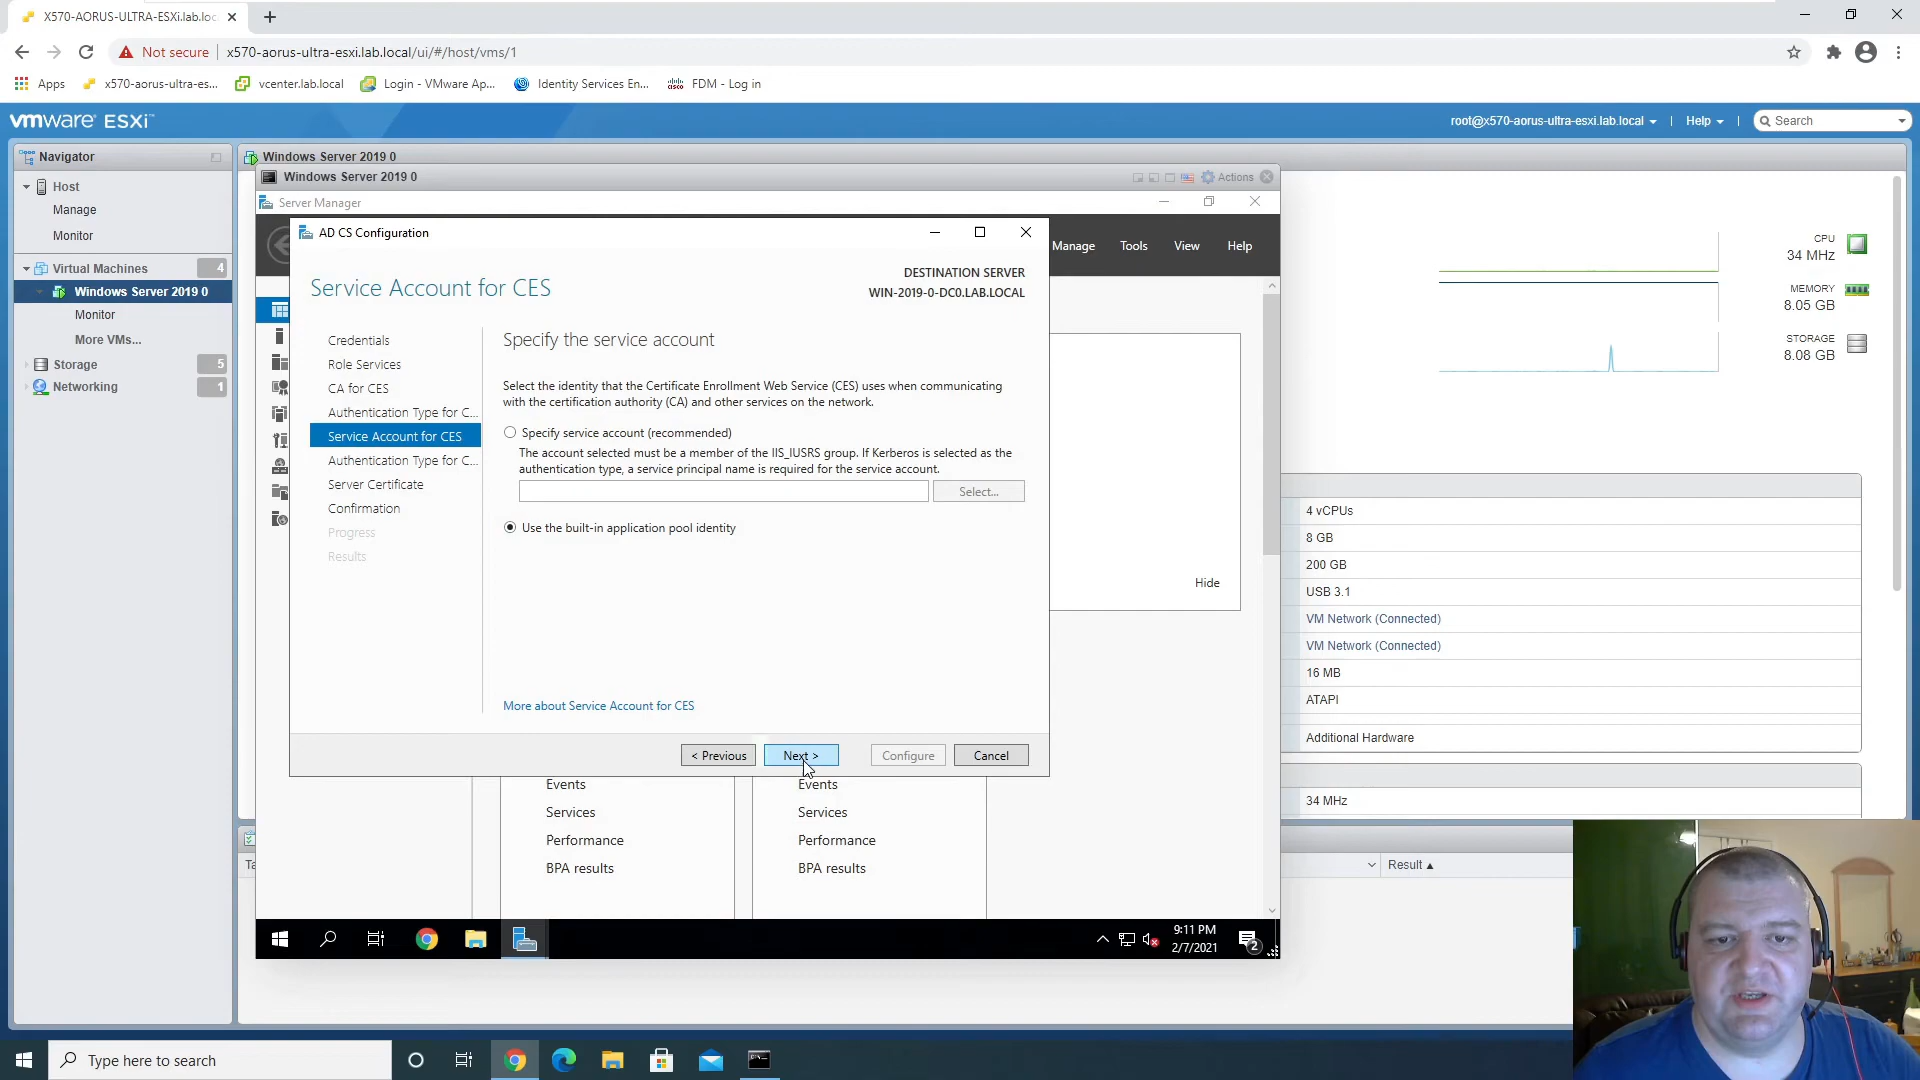 X570-AORUS-ULTRA-ESXi.lab.loc
Not secure
x570-aorus-ultra-esxi.lab.local/ui/#/host/vms/1
Apps
x570-aorus-ultra-es...
vcenter.lab.local
Login - VMware Ap...
Identity Services En...
FDM - Log in
vmware ESXi™
root@x570-aorus-ultra-esxi.lab.local
Help
Search
Navigator
Host
Manage
Monitor
Virtual Machines
4
Windows Server 2019 0
Monitor
More VMs...
Storage
5
Networking
1
Windows Server 2019 0
Windows Server 2019 0
Actions
Server Manager
Manage
Tools
View
Help
AD CS Configuration
Service Account for CES
DESTINATION SERVER
WIN-2019-0-DC0.LAB.LOCAL
Credentials
Role Services
CA for CES
Authentication Type for C...
Service Account for CES
Authentication Type for C...
Server Certificate
Confirmation
Progress
Results
Specify the service account
Select the identity that the Certificate Enrollment Web Service (CES) uses when communicating
with the certification authority (CA) and other services on the network.
Specify service account (recommended)
The account selected must be a member of the IIS_IUSRS group. If Kerberos is selected as the
authentication type, a service principal name is required for the service account.
Select...
Use the built-in application pool identity
More about Service Account for CES
< Previous
Next >
Configure
Cancel
Hide
Events
Services
Performance
BPA results
Events
Services
Performance
BPA results
9:11 PM
2/7/2021
2
CPU
34 MHz
MEMORY
8.05 GB
STORAGE
8.08 GB
4 vCPUs
8 GB
200 GB
USB 3.1
VM Network (Connected)
VM Network (Connected)
16 MB
ATAPI
Additional Hardware
34 MHz
Ta
Result
Type here to search